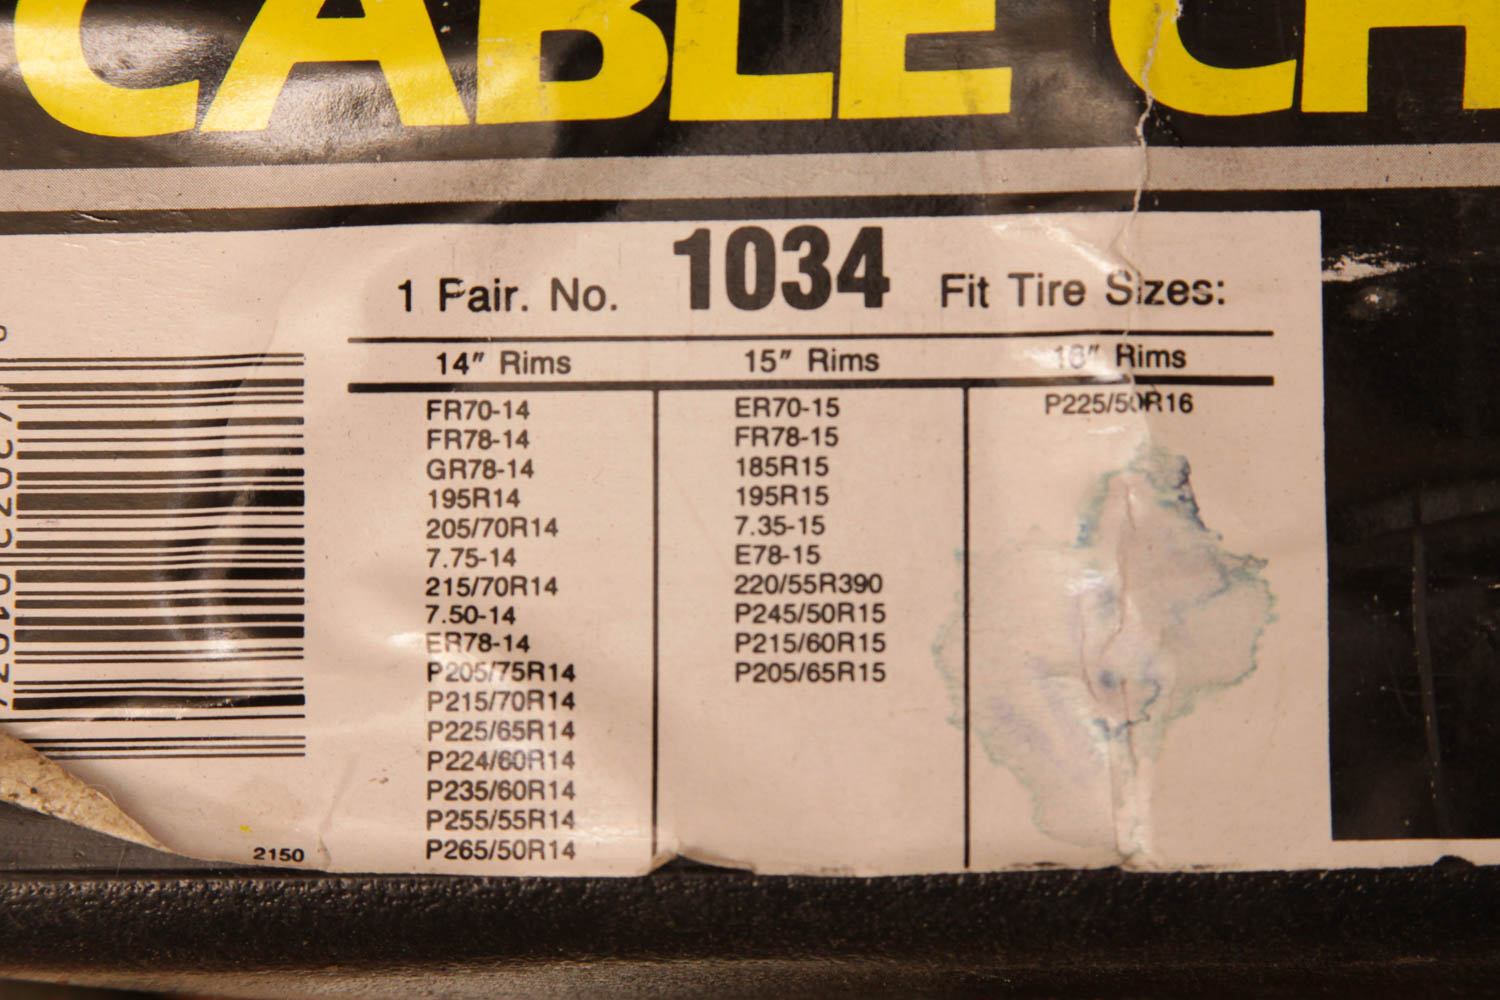 CABLE CH
1 Pair. No. 1034 Fit Tire Sizes:
14" Rims 15" Rims 16" Rims
FR70-14 ER70-15 P225/50R16
FR78-14 FR78-15
GR78-14 185R15
195R14 195R15
205/70R14 7.35-15
7.75-14 E78-15
215/70R14 220/55R390
7.50-14 P245/50R15
ER78-14 P215/60R15
P205/75R14 P205/65R15
P215/70R14
P225/65R14
P224/60R14
P235/60R14
P255/55R14
P265/50R14
2150